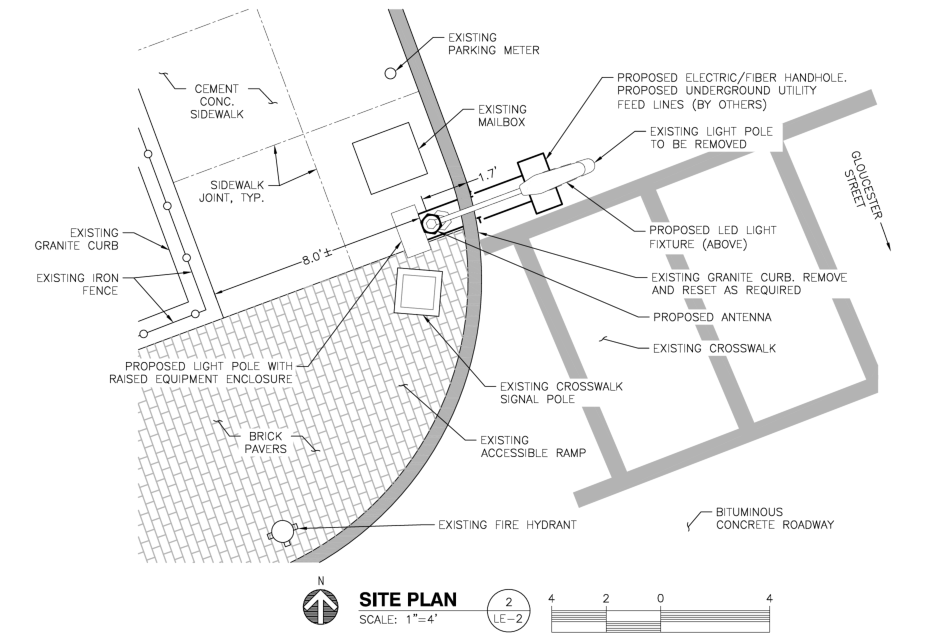 EXISTING
PARKING METER
CEMENT
CONC.
SIDEWALK
PROPOSED ELECTRIC/FIBER HANDHOLE.
PROPOSED UNDERGROUND UTILITY
FEED LINES (BY OTHERS)
EXISTING
MAILBOX
EXISTING LIGHT POLE
TO BE REMOVED
GLOUCESTER
STREET
1.7'
SIDEWALK
JOINT, TYP.
EXISTING
GRANITE CURB
PROPOSED LED LIGHT
FIXTURE (ABOVE)
8.0'±
EXISTING IRON
FENCE
EXISTING GRANITE CURB. REMOVE
AND RESET AS REQUIRED
PROPOSED ANTENNA
EXISTING CROSSWALK
PROPOSED LIGHT POLE WITH
RAISED EQUIPMENT ENCLOSURE
EXISTING CROSSWALK
SIGNAL POLE
BRICK
PAVERS
EXISTING
ACCESSIBLE RAMP
EXISTING FIRE HYDRANT
BITUMINOUS
CONCRETE ROADWAY
N
SITE PLAN
SCALE: 1"=4'
2
LE-2
4 2 0 4